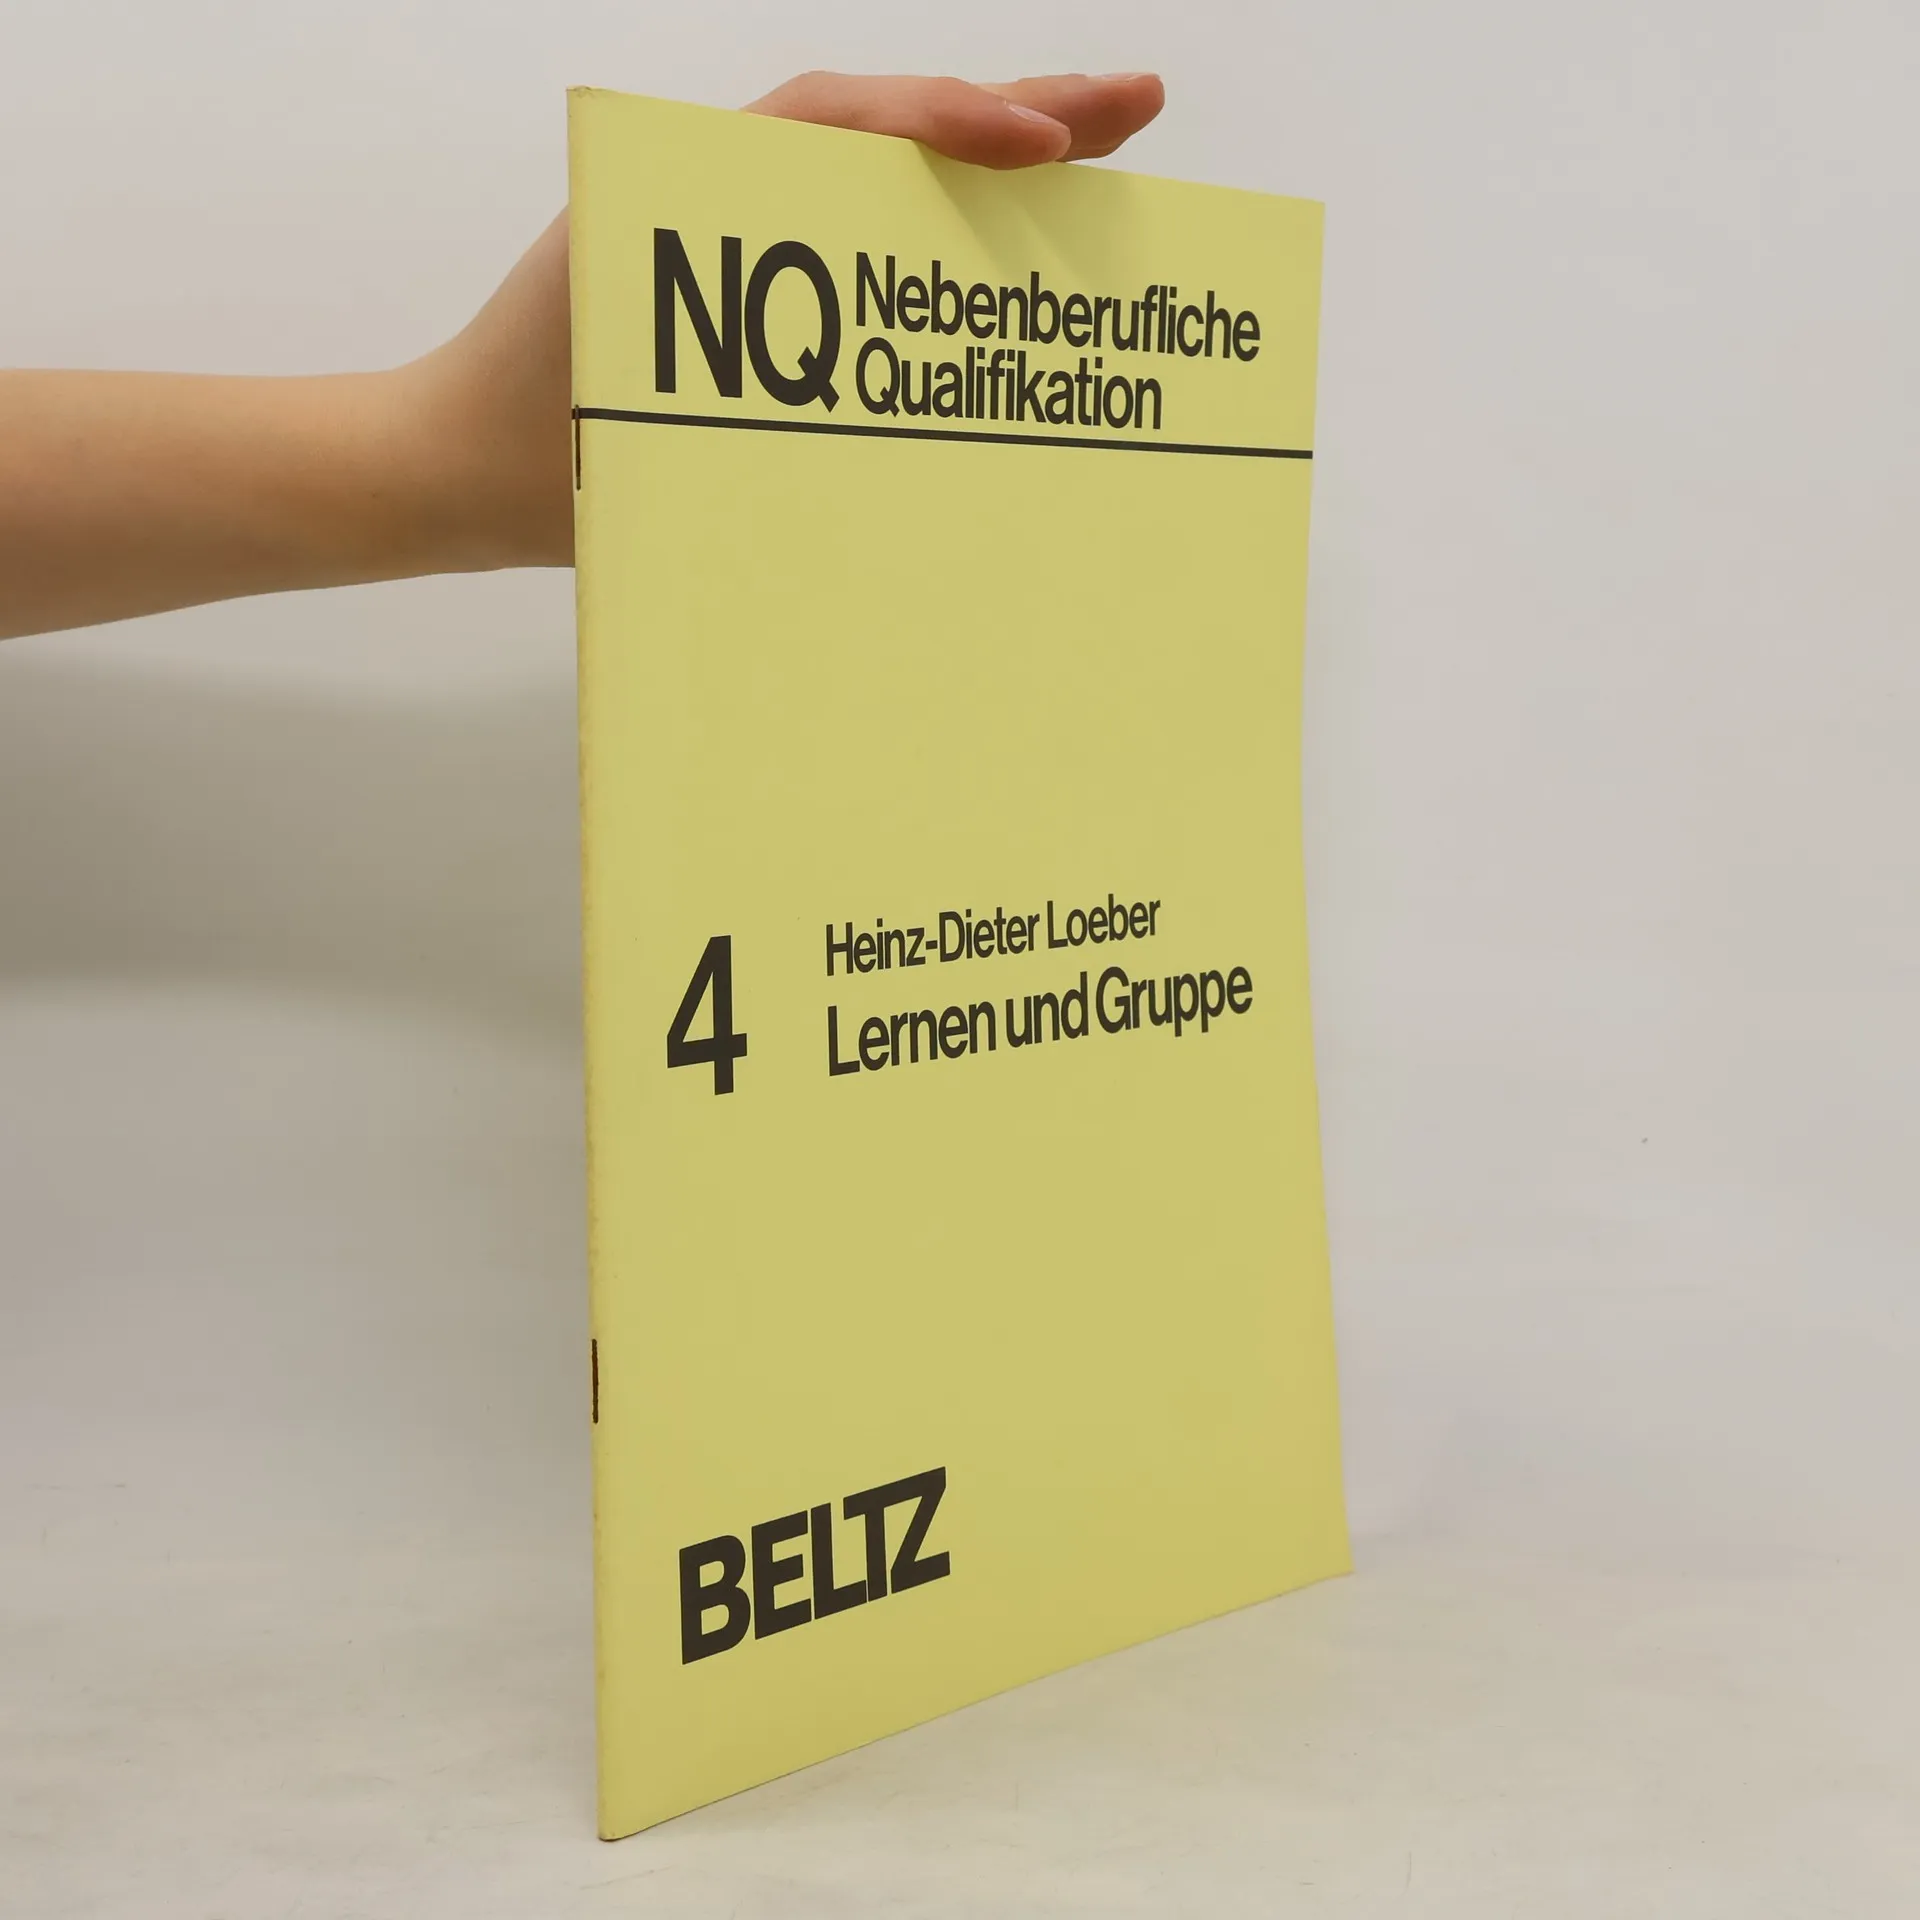 NQ Nebenberufliche
Qualifikation
4
Heinz-Dieter Loeber
Lernen und Gruppe
BELTZ